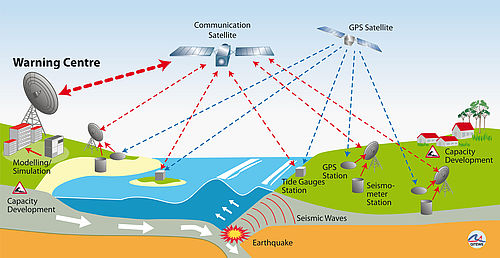 Communication
Satellite
GPS Satellite
Warning Centre
Modelling/
Simulation
Capacity
Development
Capacity
Development
GPS
Station
Tide Gauges
Station
Seismo-
meter
Station
Seismic Waves
Earthquake
GITEWS